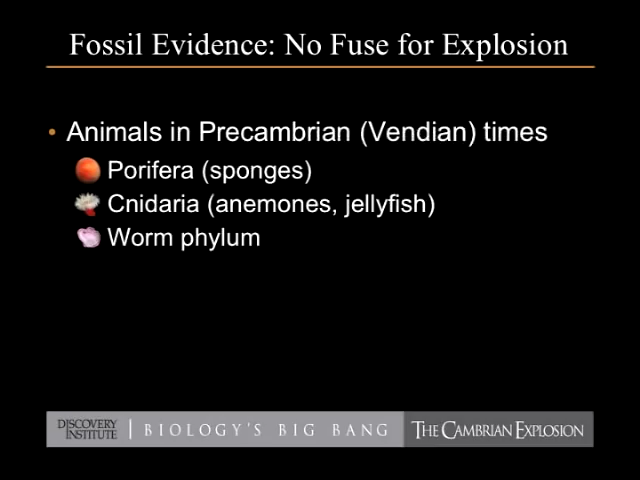 Fossil Evidence: No Fuse for Explosion
• Animals in Precambrian (Vendian) times
Porifera (sponges)
Cnidaria (anemones, jellyfish)
Worm phylum
DISCOVERY
INSTITUTE
BIOLOGY'S BIG BANG
THE CAMBRIAN EXPLOSION